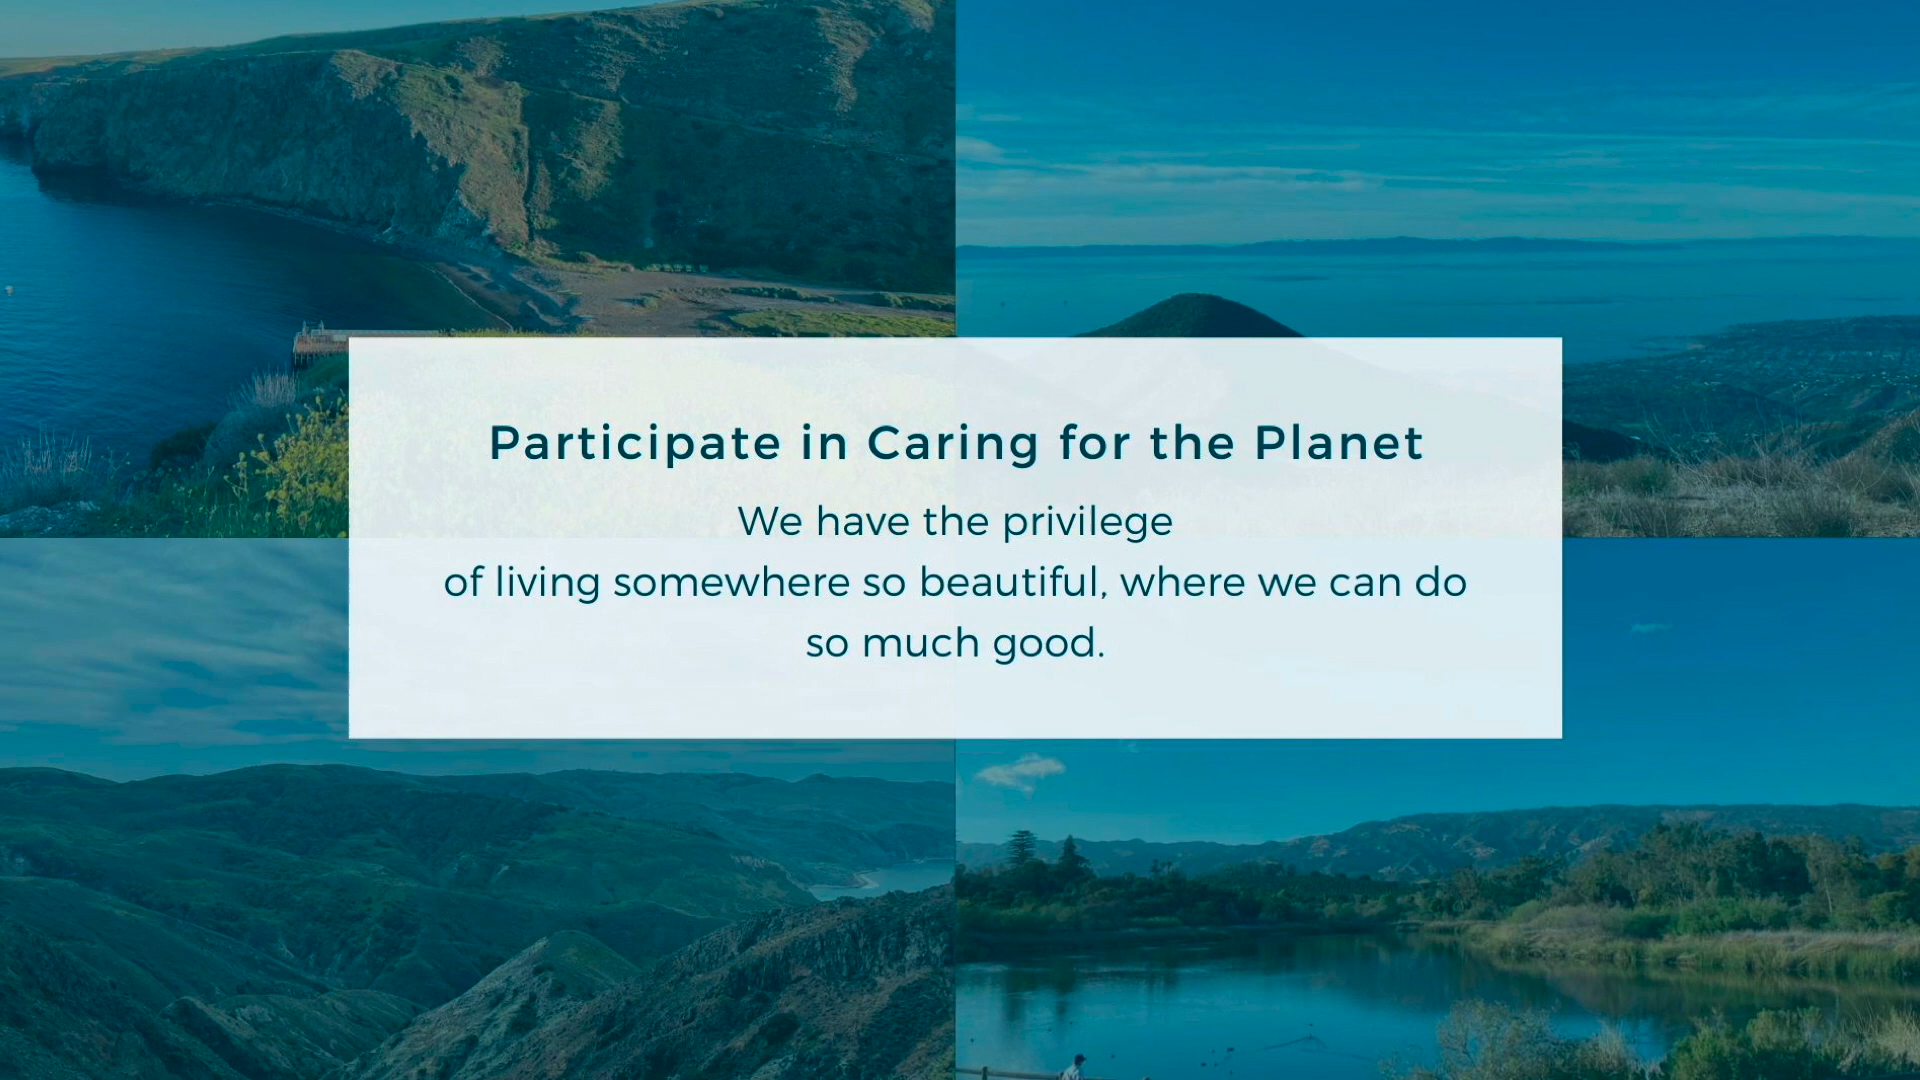 Participate in Caring for the Planet
We have the privilege
of living somewhere so beautiful, where we can do
so much good.